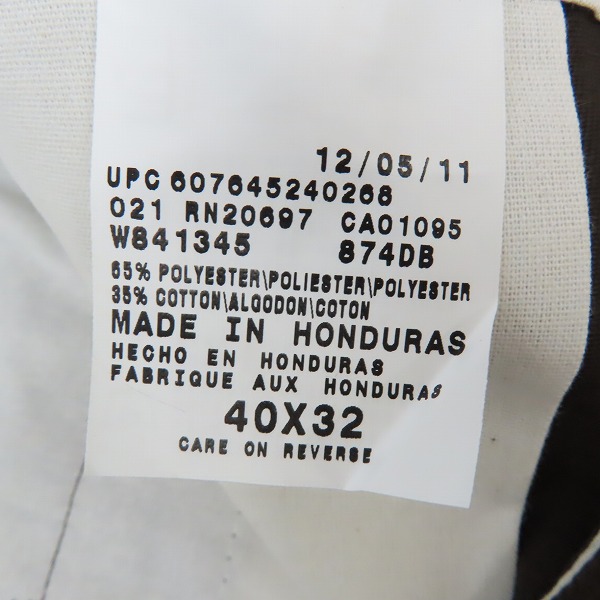 12/05/11
UPC 607645240268
021 RN20697 CA01095
W841345 874DB
65% POLYESTER\POLIESTER\POLYESTER
35% COTTON\ALGODON\COTON
MADE IN HONDURAS
HECHO EN HONDURAS
FABRIQUE AUX HONDURAS
40X32
CARE ON REVERSE